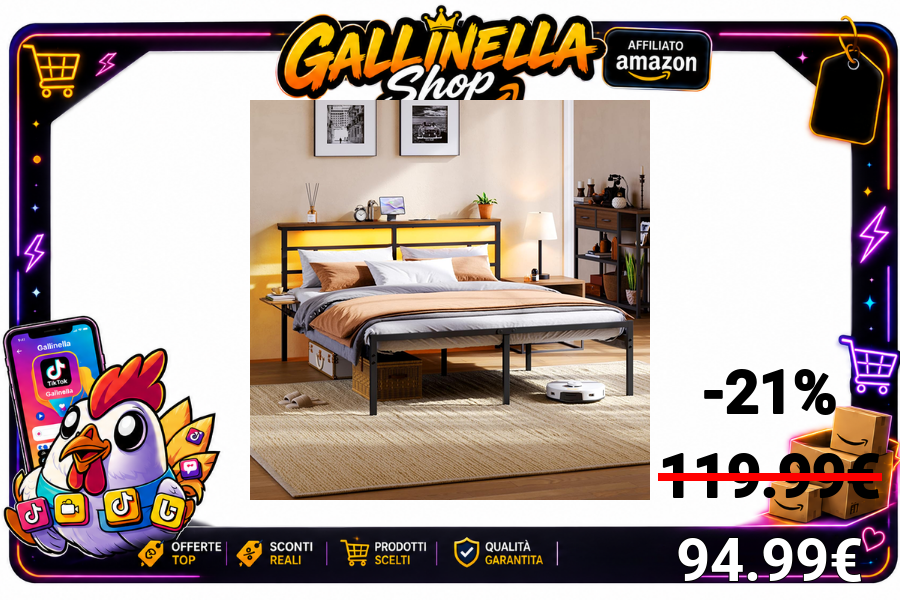 GALLINELLA
Shop
AFFILIATO
amazon
Gallinella
TikTok
Gallinella
-21%
119.99€
94.99€
OFFERTE
TOP
SCONTI
REALI
PRODOTTI
SCELTI
QUALITÀ
GARANTITA